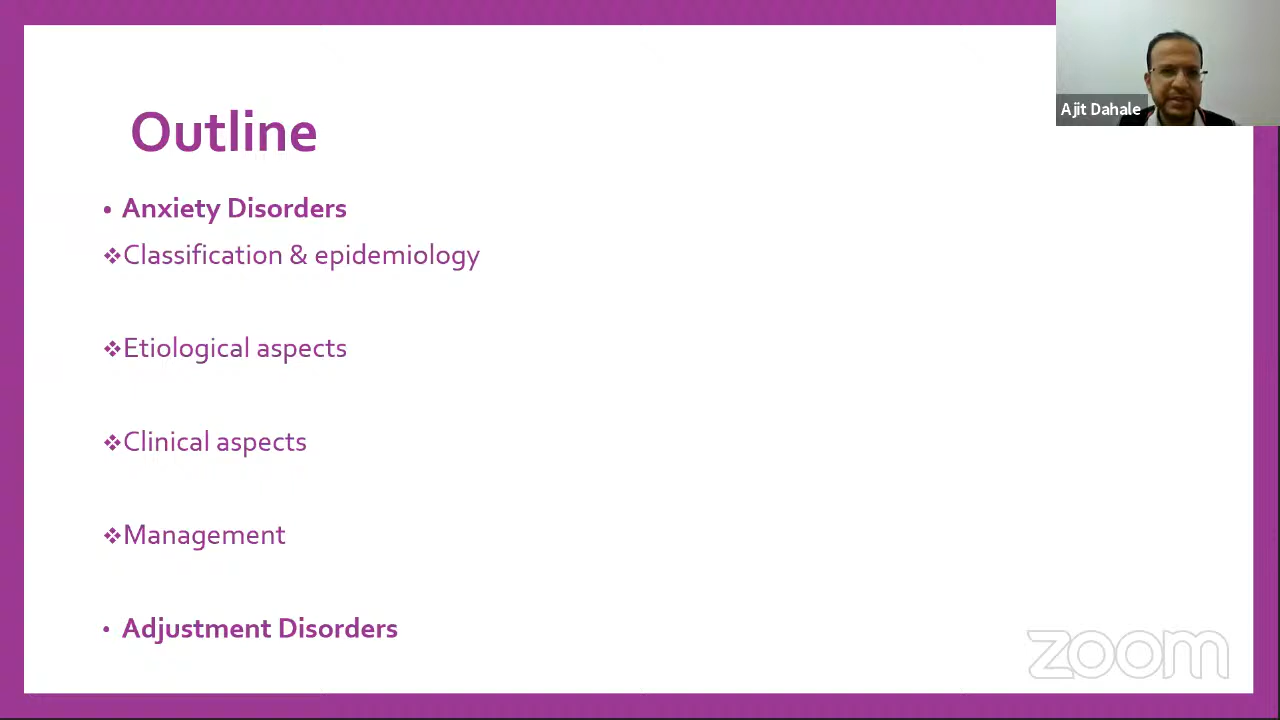 Outline
• Anxiety Disorders
❖Classification & epidemiology
❖Etiological aspects
❖Clinical aspects
❖Management
• Adjustment Disorders
Ajit Dahale
zoom